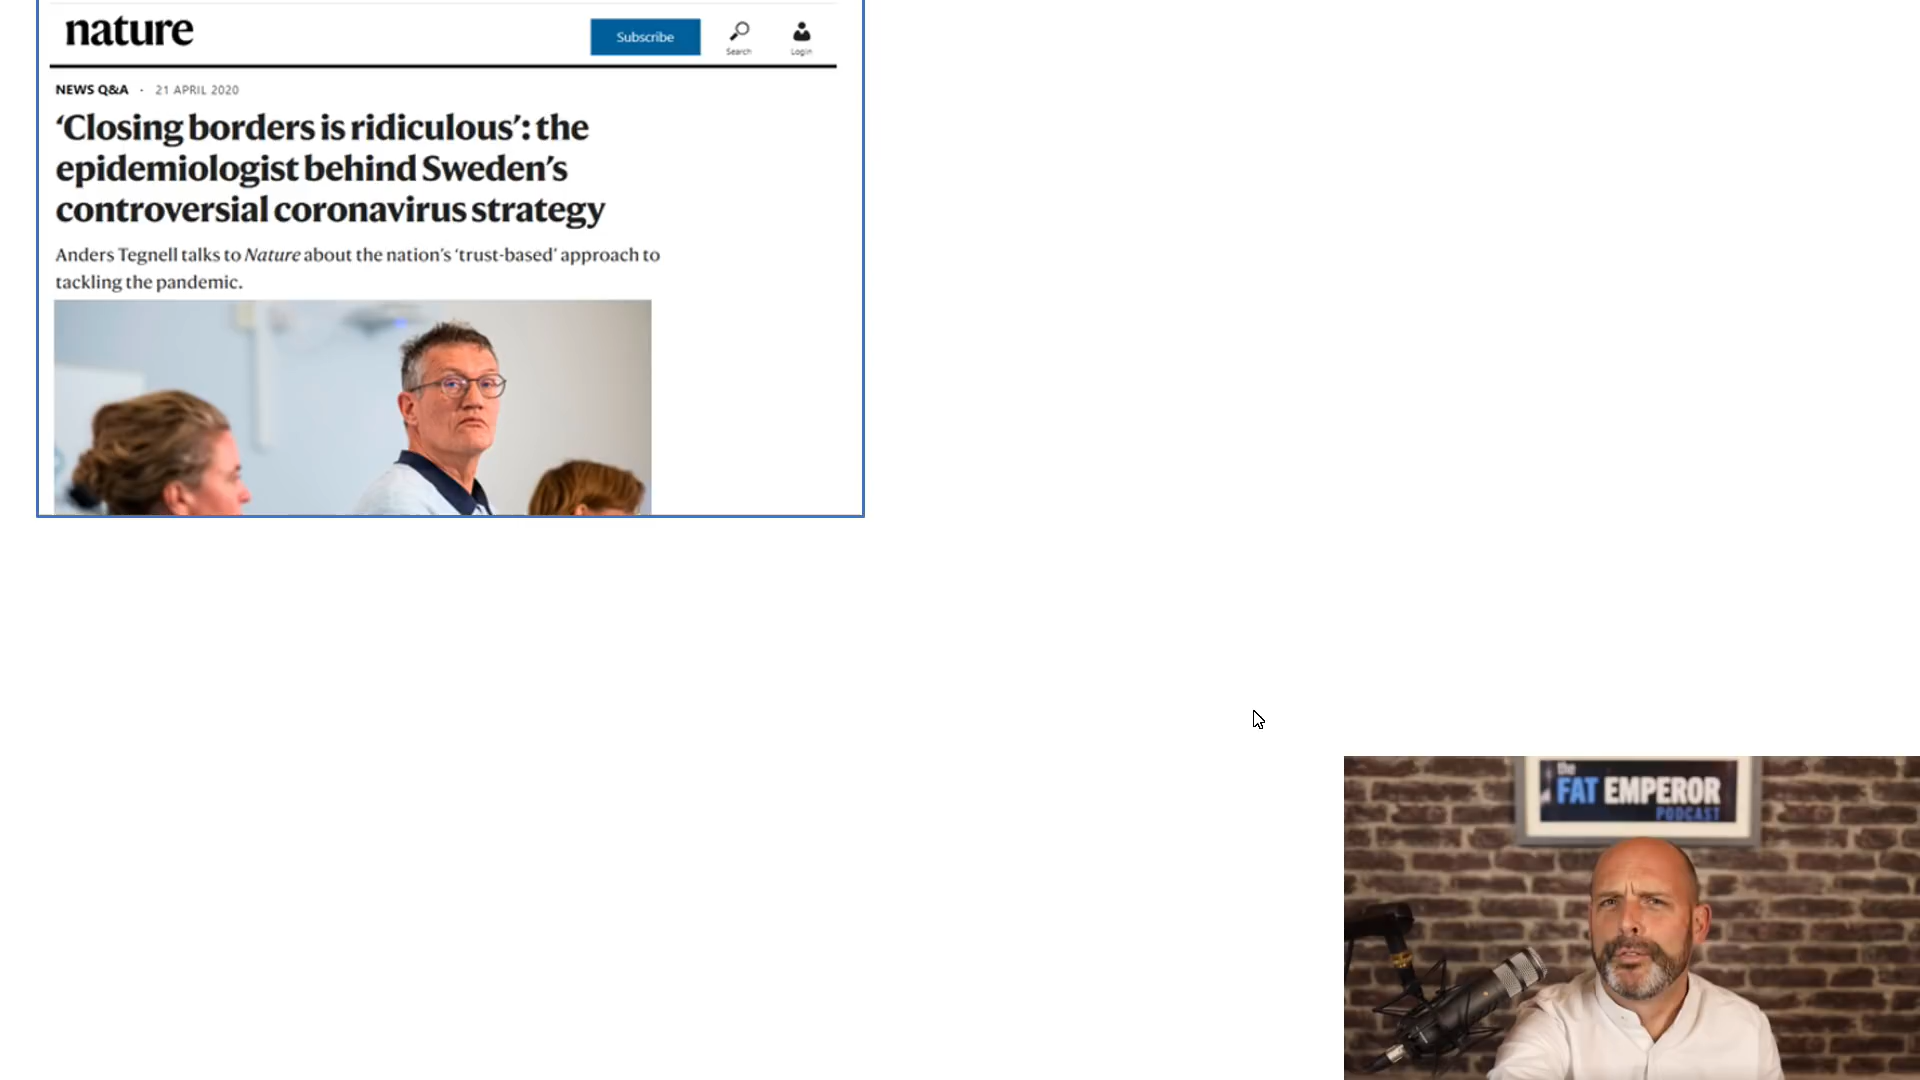 nature
Subscribe
Search
Login
NEWS Q&A · 21 APRIL 2020
‘Closing borders is ridiculous’: the
epidemiologist behind Sweden’s
controversial coronavirus strategy
Anders Tegnell talks to Nature about the nation’s ‘trust-based’ approach to
tackling the pandemic.
the
FAT EMPEROR
PODCAST